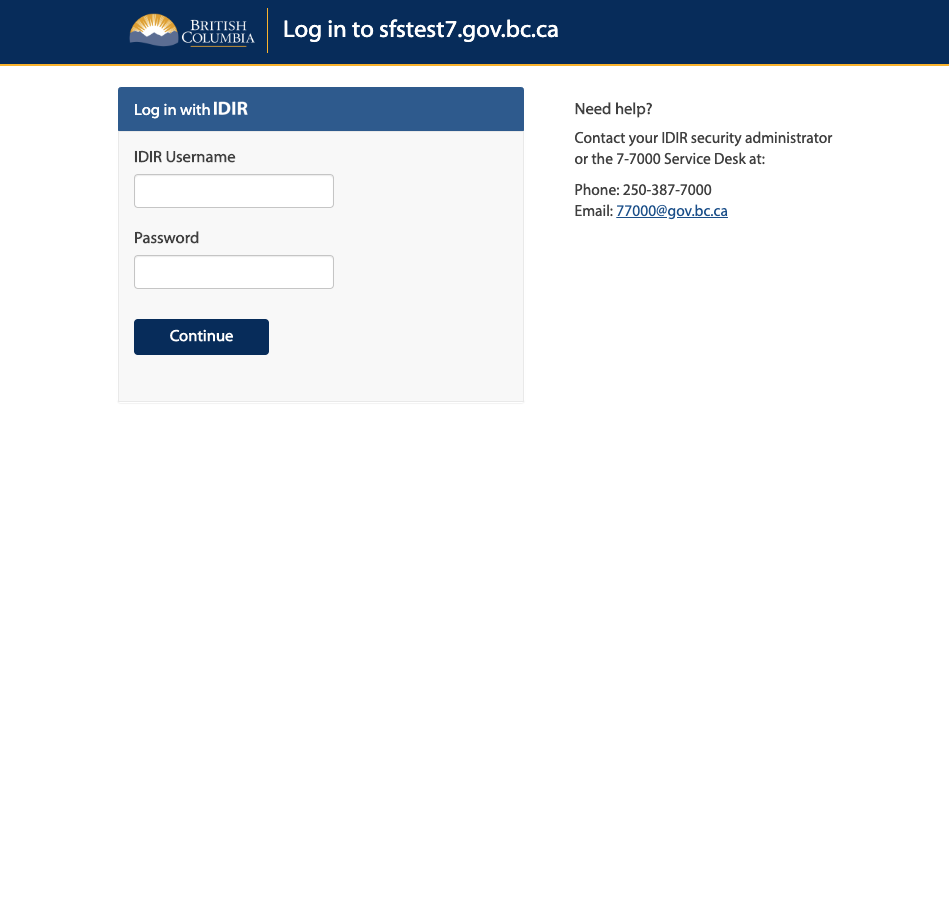 BRITISH
COLUMBIA
Log in to sfstest7.gov.bc.ca
Log in with IDIR
IDIR Username
Password
Continue
Need help?
Contact your IDIR security administrator
or the 7-7000 Service Desk at:
Phone: 250-387-7000
Email: 77000@gov.bc.ca